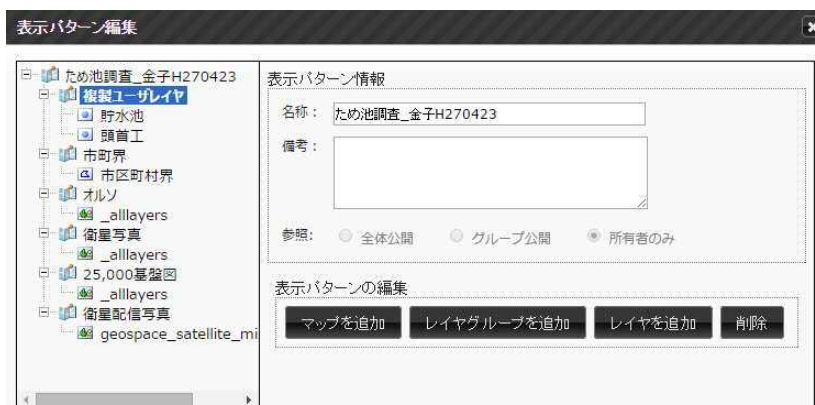 表示パターン編集
ため池調査_金子H270423
複製ユーザレイヤ
貯水池
頭首工
市町界
市区町村界
オルソ
_alllayers
衛星写真
_alllayers
25,000基盤図
_alllayers
衛星配信写真
geospace_satellite_mi
表示パターン情報
名称： ため池調査_金子H270423
備考：
参照: 全体公開 グループ公開 所有者のみ
表示パターンの編集
マップを追加 レイヤグループを追加 レイヤを追加 削除